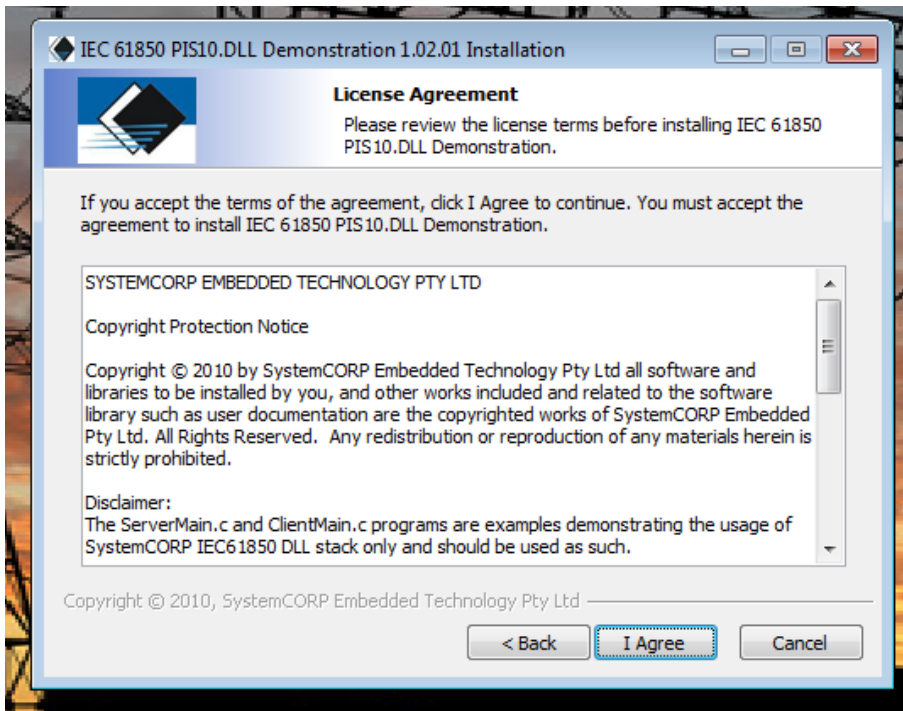 IEC 61850 PIS10.DLL Demonstration 1.02.01 Installation
License Agreement
Please review the license terms before installing IEC 61850
PIS10.DLL Demonstration.
If you accept the terms of the agreement, click I Agree to continue. You must accept the
agreement to install IEC 61850 PIS10.DLL Demonstration.
SYSTEMCORP EMBEDDED TECHNOLOGY PTY LTD
Copyright Protection Notice
Copyright © 2010 by SystemCORP Embedded Technology Pty Ltd all software and
libraries to be installed by you, and other works included and related to the software
library such as user documentation are the copyrighted works of SystemCORP Embedded
Pty Ltd. All Rights Reserved.  Any redistribution or reproduction of any materials herein is
strictly prohibited.
Disclaimer:
The ServerMain.c and ClientMain.c programs are examples demonstrating the usage of
SystemCORP IEC61850 DLL stack only and should be used as such.
Copyright © 2010, SystemCORP Embedded Technology Pty Ltd
< Back I Agree Cancel